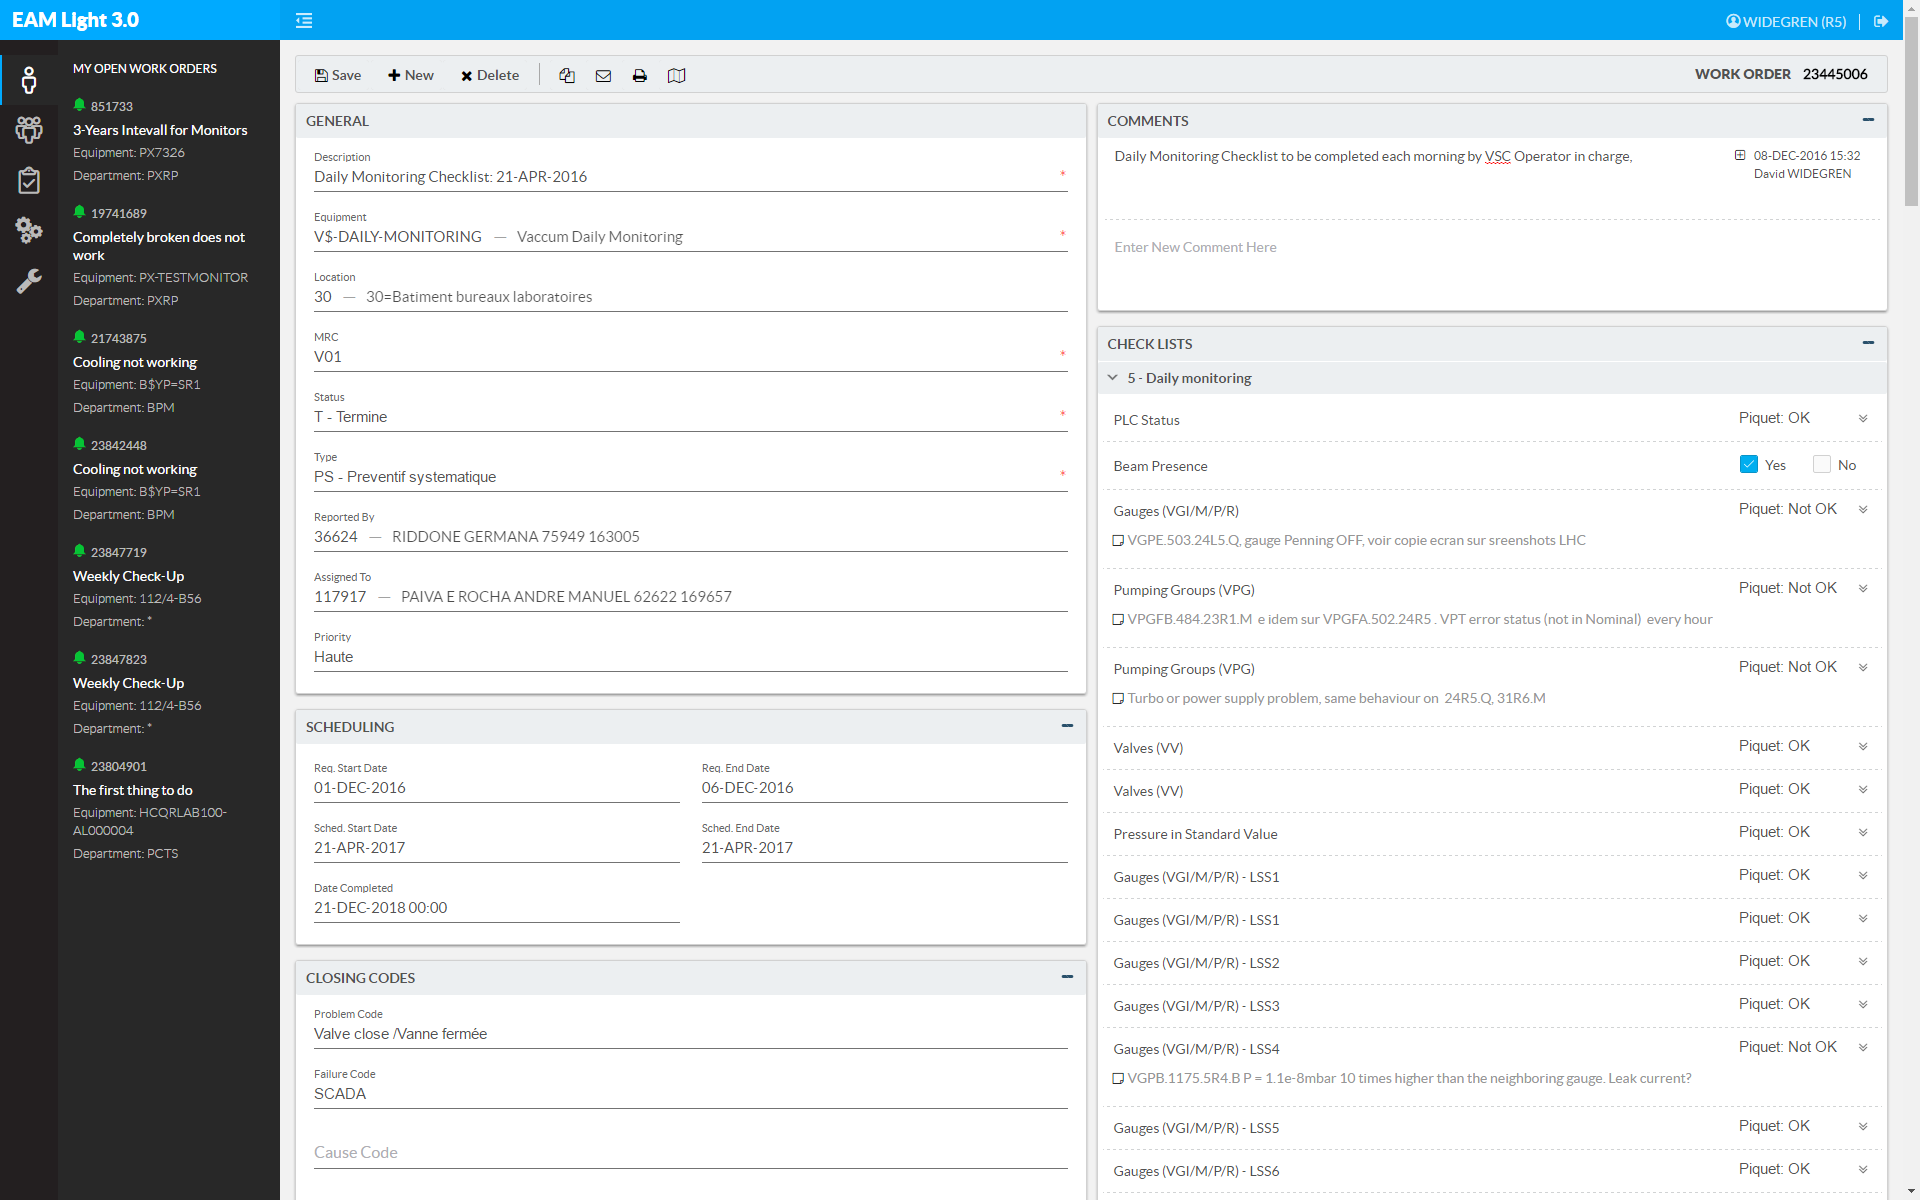 EAM Light 3.0
WIDEGREN (R5)
MY OPEN WORK ORDERS
851733
3-Years Intevall for Monitors
Equipment: PX7326
Department: PXRP
19741689
Completely broken does not
work
Equipment: PX-TESTMONITOR
Department: PXRP
21743875
Cooling not working
Equipment: B$YP=SR1
Department: BPM
23842448
Cooling not working
Equipment: B$YP=SR1
Department: BPM
23847719
Weekly Check-Up
Equipment: 112/4-B56
Department: *
23847823
Weekly Check-Up
Equipment: 112/4-B56
Department: *
23804901
The first thing to do
Equipment: HCQRLAB100-
AL000004
Department: PCTS
Save New Delete
WORK ORDER 23445006
GENERAL
Description
Daily Monitoring Checklist: 21-APR-2016 *
Equipment
V$-DAILY-MONITORING — Vaccum Daily Monitoring *
Location
30 — 30=Batiment bureaux laboratoires
MRC
V01 *
Status
T - Termine *
Type
PS - Preventif systematique *
Reported By
36624 — RIDDONE GERMANA 75949 163005
Assigned To
117917 — PAIVA E ROCHA ANDRE MANUEL 62622 169657
Priority
Haute
SCHEDULING
Req. Start Date
01-DEC-2016
Req. End Date
06-DEC-2016
Sched. Start Date
21-APR-2017
Sched. End Date
21-APR-2017
Date Completed
21-DEC-2018 00:00
CLOSING CODES
Problem Code
Valve close /Vanne fermée
Failure Code
SCADA
Cause Code
COMMENTS
Daily Monitoring Checklist to be completed each morning by VSC Operator in charge,
08-DEC-2016 15:32
David WIDEGREN
Enter New Comment Here
CHECK LISTS
5 - Daily monitoring
PLC Status Piquet: OK
Beam Presence Yes No
Gauges (VGI/M/P/R) Piquet: Not OK
VGPE.503.24L5.Q, gauge Penning OFF, voir copie ecran sur sreenshots LHC
Pumping Groups (VPG) Piquet: Not OK
VPGFB.484.23R1.M e idem sur VPGFA.502.24R5 . VPT error status (not in Nominal) every hour
Pumping Groups (VPG) Piquet: Not OK
Turbo or power supply problem, same behaviour on 24R5.Q, 31R6.M
Valves (VV) Piquet: OK
Valves (VV) Piquet: OK
Pressure in Standard Value Piquet: OK
Gauges (VGI/M/P/R) - LSS1 Piquet: OK
Gauges (VGI/M/P/R) - LSS1 Piquet: OK
Gauges (VGI/M/P/R) - LSS2 Piquet: OK
Gauges (VGI/M/P/R) - LSS3 Piquet: OK
Gauges (VGI/M/P/R) - LSS4 Piquet: Not OK
VGPB.1175.5R4.B P = 1.1e-8mbar 10 times higher than the neighboring gauge. Leak current?
Gauges (VGI/M/P/R) - LSS5 Piquet: OK
Gauges (VGI/M/P/R) - LSS6 Piquet: OK